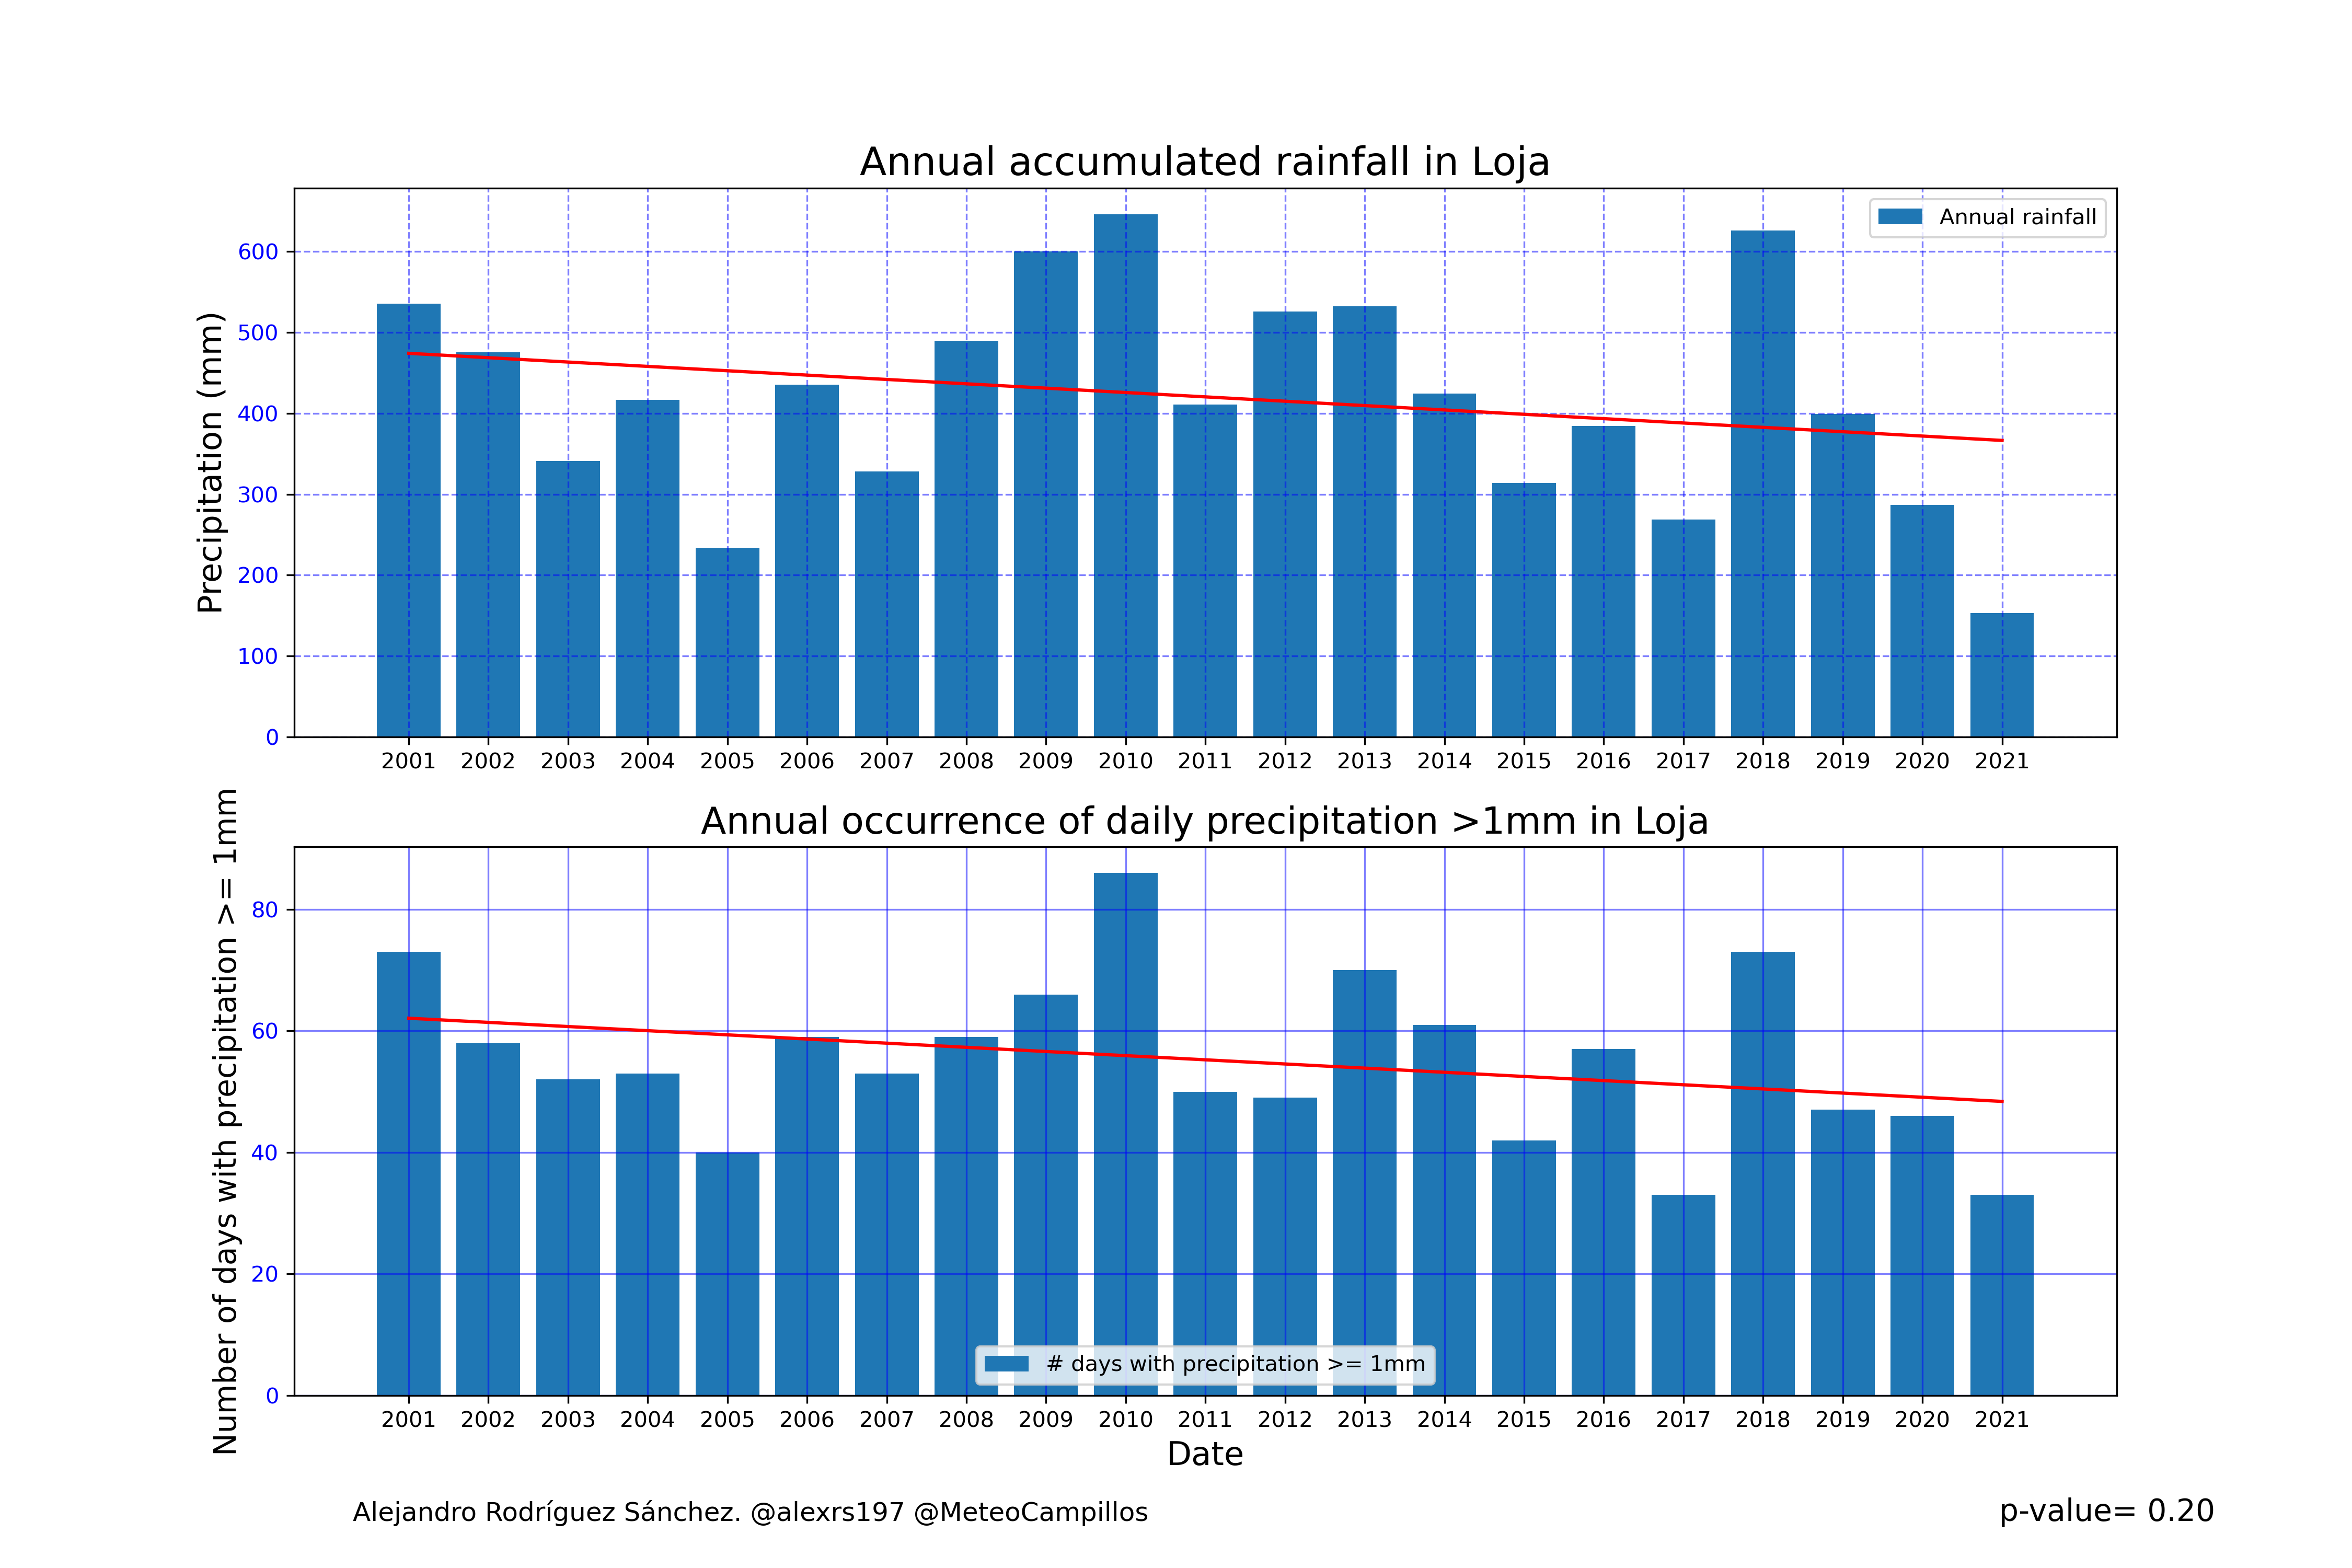 Annual accumulated rainfall in Loja
Precipitation (mm)
600
500
400
300
200
100
0
Annual rainfall
2001 2002 2003 2004 2005 2006 2007 2008 2009 2010 2011 2012 2013 2014 2015 2016 2017 2018 2019 2020 2021
Annual occurrence of daily precipitation >1mm in Loja
Number of days with precipitation >= 1mm
80
60
40
20
0
# days with precipitation >= 1mm
2001 2002 2003 2004 2005 2006 2007 2008 2009 2010 2011 2012 2013 2014 2015 2016 2017 2018 2019 2020 2021
Date
Alejandro Rodríguez Sánchez. @alexrs197 @MeteoCampillos
p-value= 0.20